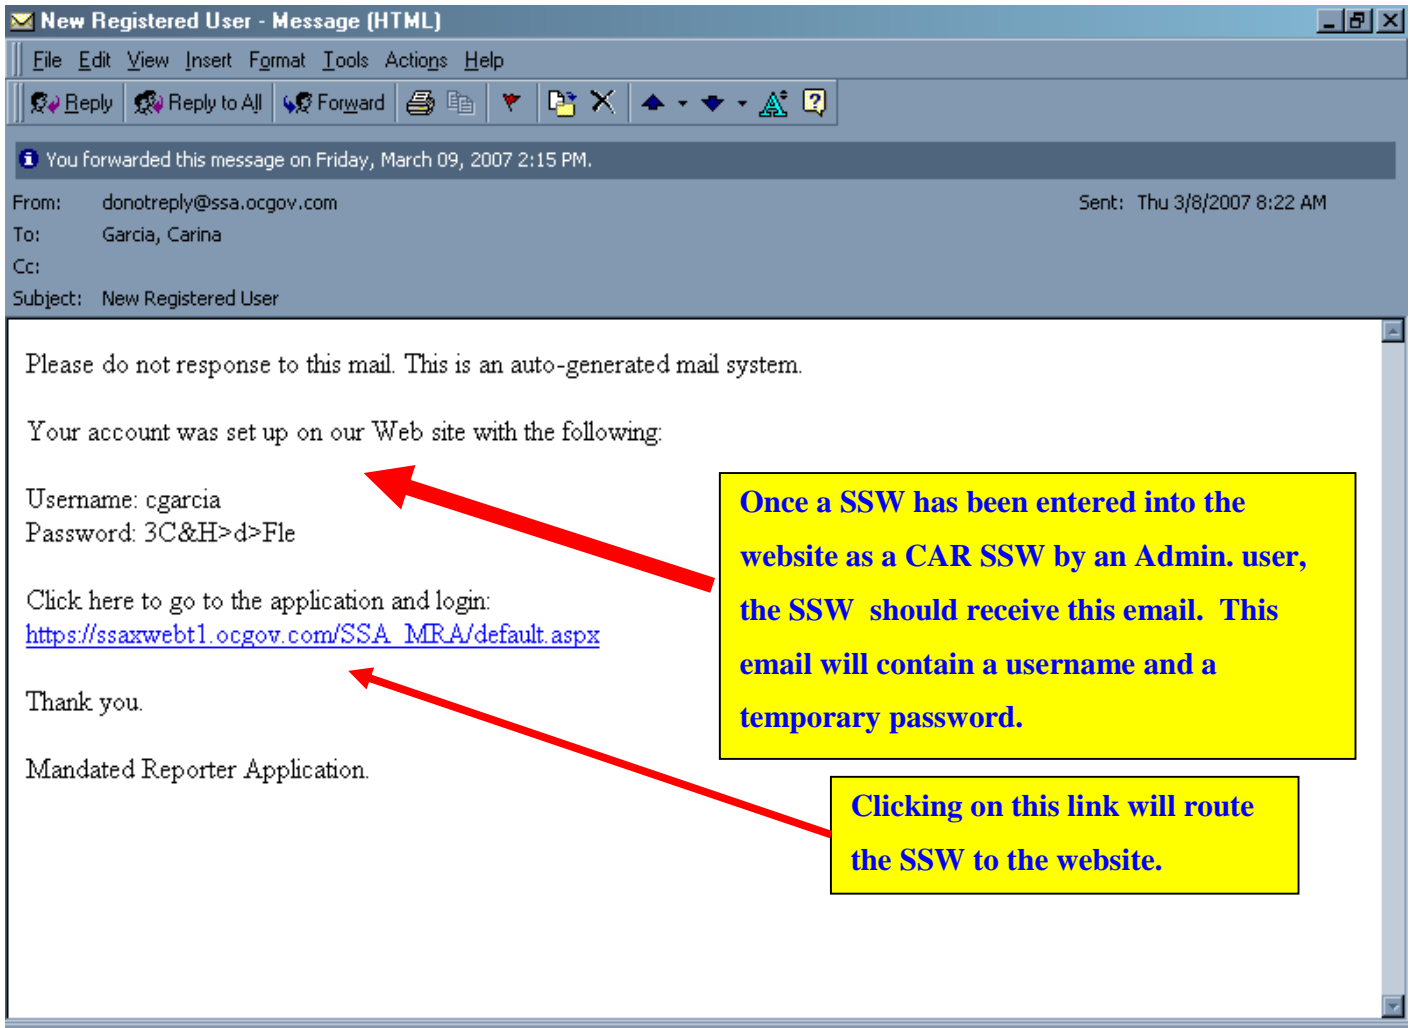 New Registered User - Message (HTML)
File Edit View Insert Format Tools Actions Help
Reply Reply to All Forward
You forwarded this message on Friday, March 09, 2007 2:15 PM.
From: donotreply@ssa.ocgov.com Sent: Thu 3/8/2007 8:22 AM
To: Garcia, Carina
Cc:
Subject: New Registered User
Please do not response to this mail. This is an auto-generated mail system.
Your account was set up on our Web site with the following:
Username: cgarcia
Password: 3C&H>d>Fle
Click here to go to the application and login:
https://ssaxwebt1.ocgov.com/SSA_MRA/default.aspx
Thank you.
Mandated Reporter Application.
Once a SSW has been entered into the
website as a CAR SSW by an Admin. user,
the SSW should receive this email. This
email will contain a username and a
temporary password.
Clicking on this link will route
the SSW to the website.